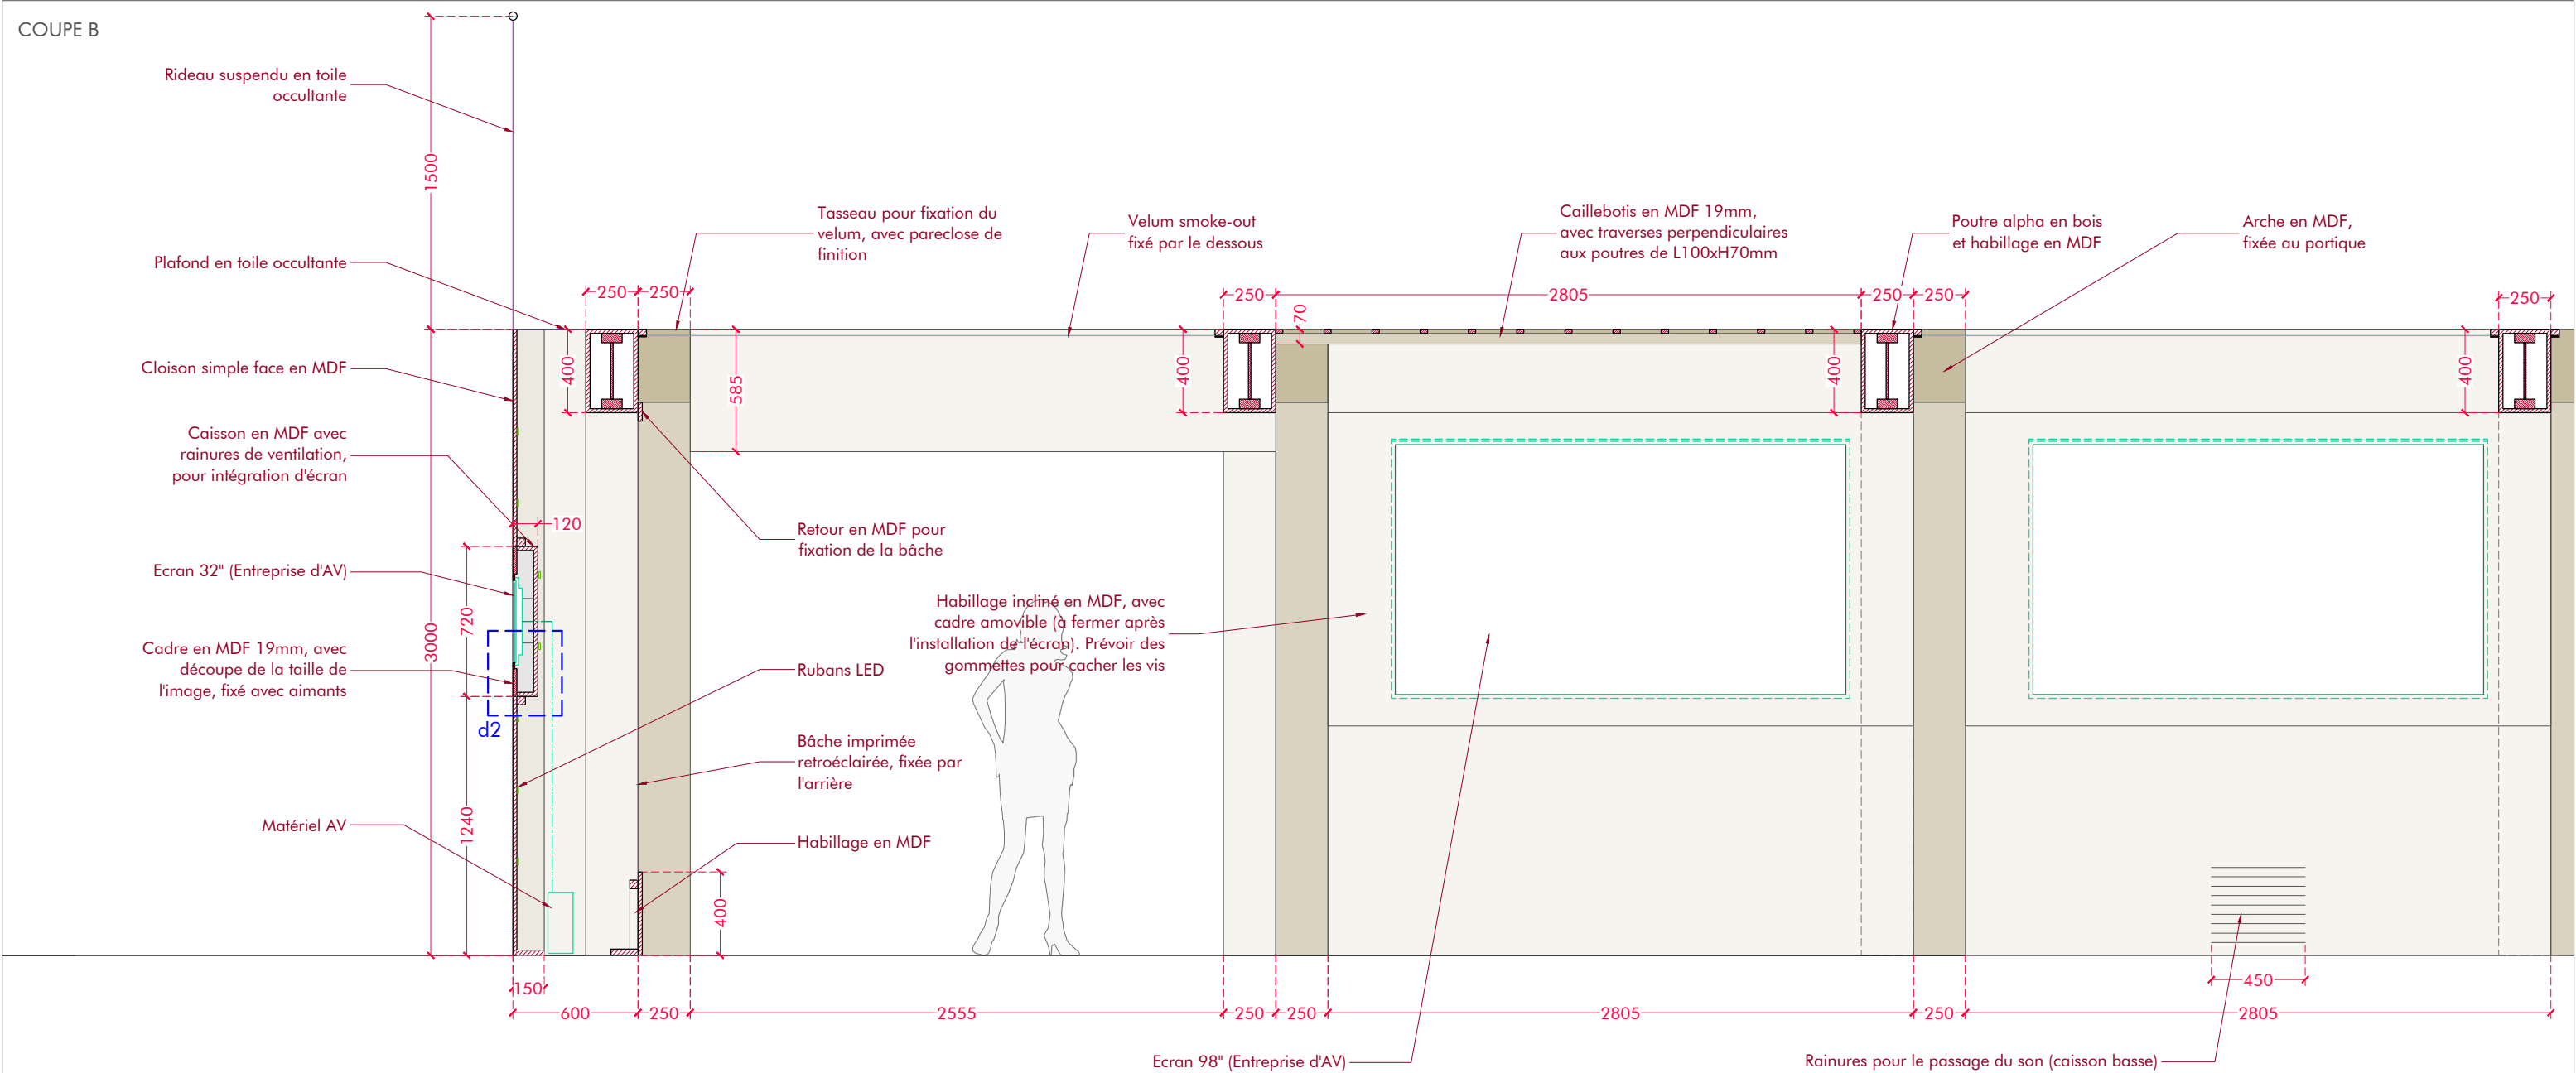 COUPE B
Rideau suspendu en toile
occultante
1500
Tasseau pour fixation du
velum, avec pareclose de
finition
Velum smoke-out
fixé par le dessous
Caillebotis en MDF 19mm,
avec traverses perpendiculaires
aux poutres de L100xH70mm
Poutre alpha en bois
et habillage en MDF
Arche en MDF,
fixée au portique
Plafond en toile occultante
250
250
250
2805
250
250
250
70
400
585
400
400
400
Cloison simple face en MDF
Caisson en MDF avec
rainures de ventilation,
pour intégration d'écran
120
Retour en MDF pour
fixation de la bâche
Ecran 32" (Entreprise d'AV)
3000
720
Habillage incliné en MDF, avec
cadre amovible (à fermer après
l'installation de l'écran). Prévoir des
gommettes pour cacher les vis
Cadre en MDF 19mm, avec
découpe de la taille de
l'image, fixé avec aimants
Rubans LED
d2
Bâche imprimée
retroéclairée, fixée par
l'arrière
Matériel AV
1240
Habillage en MDF
400
150
450
600
250
2555
250
250
2805
250
2805
Ecran 98" (Entreprise d'AV)
Rainures pour le passage du son (caisson basse)